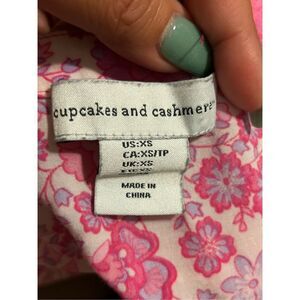 cupcakes and cashmere
US:XS
CA:XS/TP
UK:XS
MADE IN
CHINA